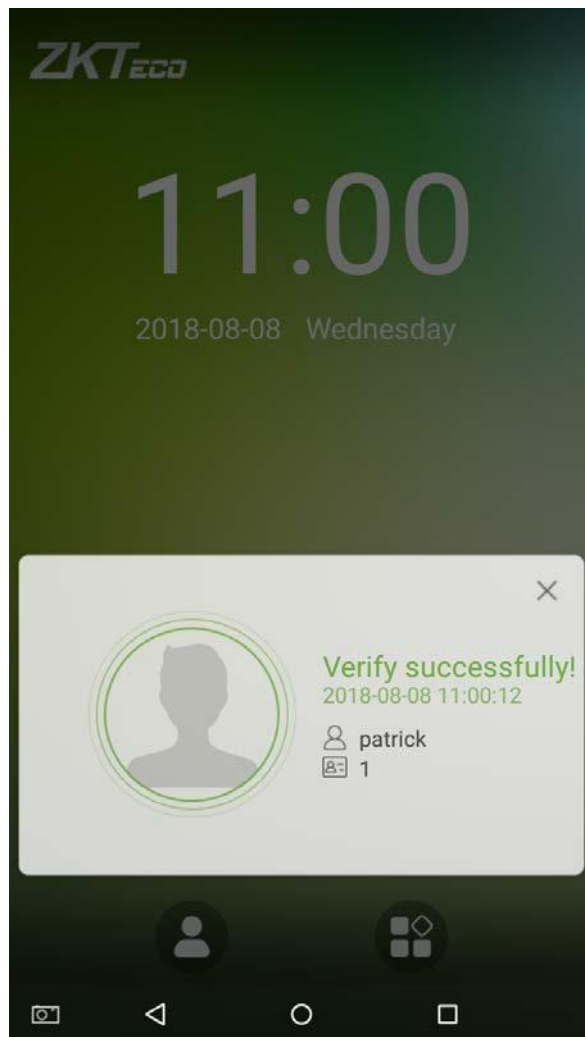 ZKTECO
11:00
2018-08-08 Wednesday
Verify successfully!
2018-08-08 11:00:12
patrick
1